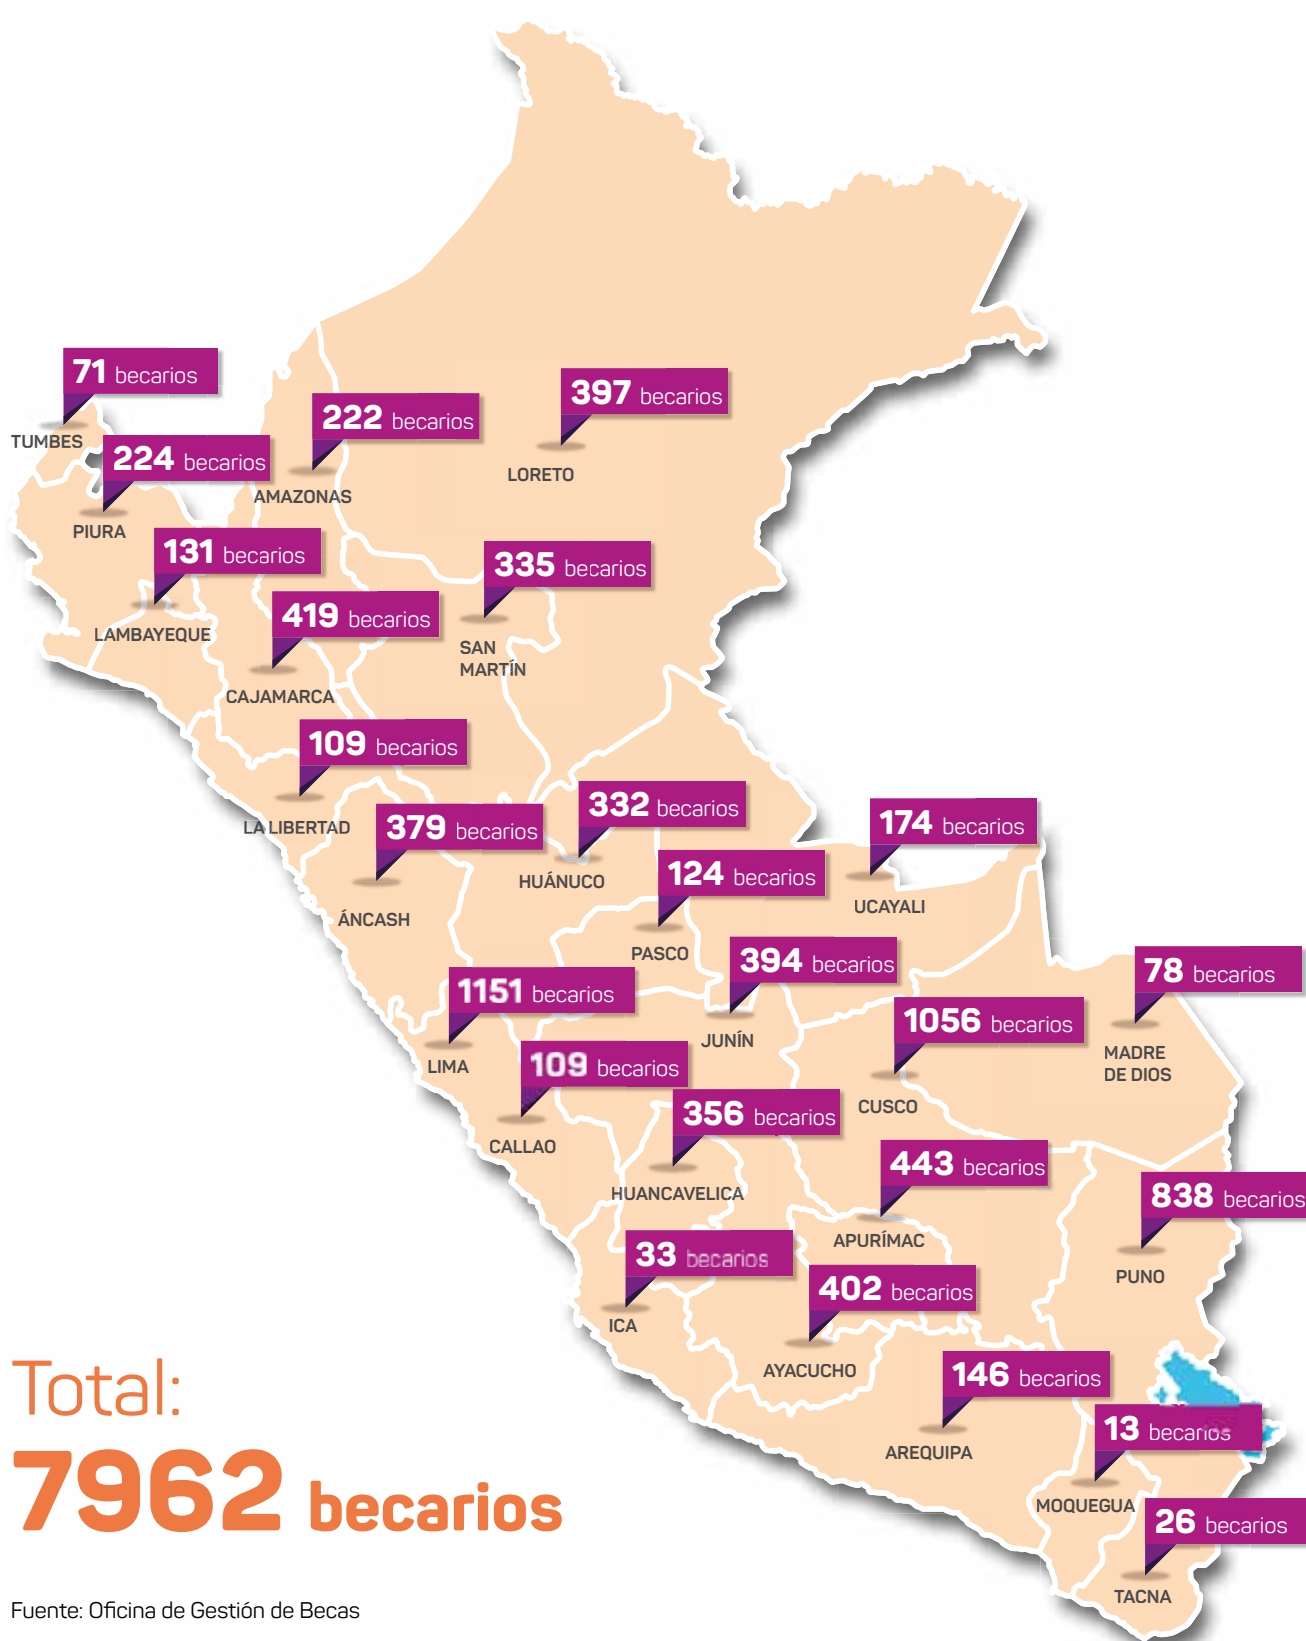 71 becarios
TUMBES
397 becarios
LORETO
222 becarios
AMAZONAS
224 becarios
PIURA
131 becarios
LAMBAYEQUE
335 becarios
SAN
MARTÍN
419 becarios
CAJAMARCA
109 becarios
LA LIBERTAD
332 becarios
HUÁNUCO
379 becarios
ÁNCASH
174 becarios
UCAYALI
124 becarios
PASCO
394 becarios
JUNÍN
78 becarios
MADRE
DE DIOS
1151 becarios
LIMA
1056 becarios
CUSCO
109 becarios
CALLAO
356 becarios
HUANCAVELICA
443 becarios
APURÍMAC
838 becarios
PUNO
33 becarios
ICA
402 becarios
AYACUCHO
146 becarios
AREQUIPA
13 becarios
MOQUEGUA
26 becarios
TACNA
Total:
7962 becarios
Fuente: Oficina de Gestión de Becas